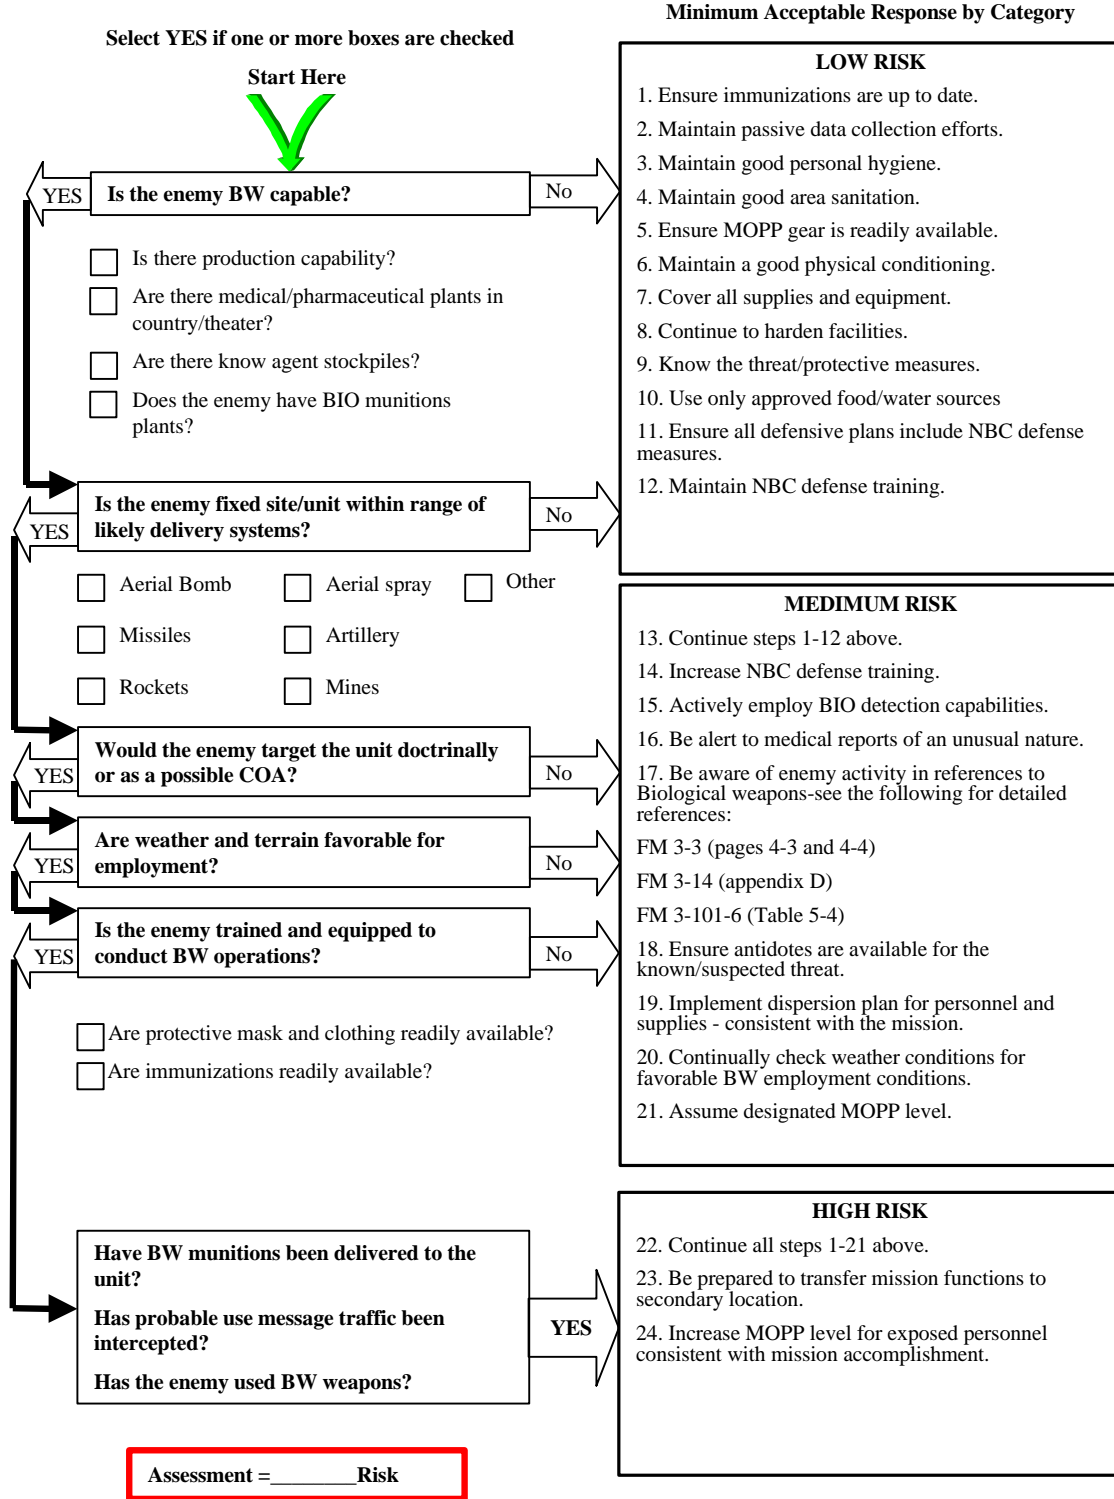 Minimum Acceptable Response by Category
Select YES if one or more boxes are checked
Start Here
YES
Is the enemy BW capable?
No
Is there production capability?
Are there medical/pharmaceutical plants in
country/theater?
Are there know agent stockpiles?
Does the enemy have BIO munitions
plants?
YES
Is the enemy fixed site/unit within range of
likely delivery systems?
No
Aerial Bomb
Aerial spray
Other
Missiles
Artillery
Rockets
Mines
YES
Would the enemy target the unit doctrinally
or as a possible COA?
No
YES
Are weather and terrain favorable for
employment?
No
YES
Is the enemy trained and equipped to
conduct BW operations?
No
Are protective mask and clothing readily available?
Are immunizations readily available?
Have BW munitions been delivered to the
unit?
Has probable use message traffic been
intercepted?
Has the enemy used BW weapons?
YES
Assessment =________Risk
LOW RISK
1. Ensure immunizations are up to date.
2. Maintain passive data collection efforts.
3. Maintain good personal hygiene.
4. Maintain good area sanitation.
5. Ensure MOPP gear is readily available.
6. Maintain a good physical conditioning.
7. Cover all supplies and equipment.
8. Continue to harden facilities.
9. Know the threat/protective measures.
10. Use only approved food/water sources
11. Ensure all defensive plans include NBC defense
measures.
12. Maintain NBC defense training.
MEDIMUM RISK
13. Continue steps 1-12 above.
14. Increase NBC defense training.
15. Actively employ BIO detection capabilities.
16. Be alert to medical reports of an unusual nature.
17. Be aware of enemy activity in references to
Biological weapons-see the following for detailed
references:
FM 3-3 (pages 4-3 and 4-4)
FM 3-14 (appendix D)
FM 3-101-6 (Table 5-4)
18. Ensure antidotes are available for the
known/suspected threat.
19. Implement dispersion plan for personnel and
supplies - consistent with the mission.
20. Continually check weather conditions for
favorable BW employment conditions.
21. Assume designated MOPP level.
HIGH RISK
22. Continue all steps 1-21 above.
23. Be prepared to transfer mission functions to
secondary location.
24. Increase MOPP level for exposed personnel
consistent with mission accomplishment.